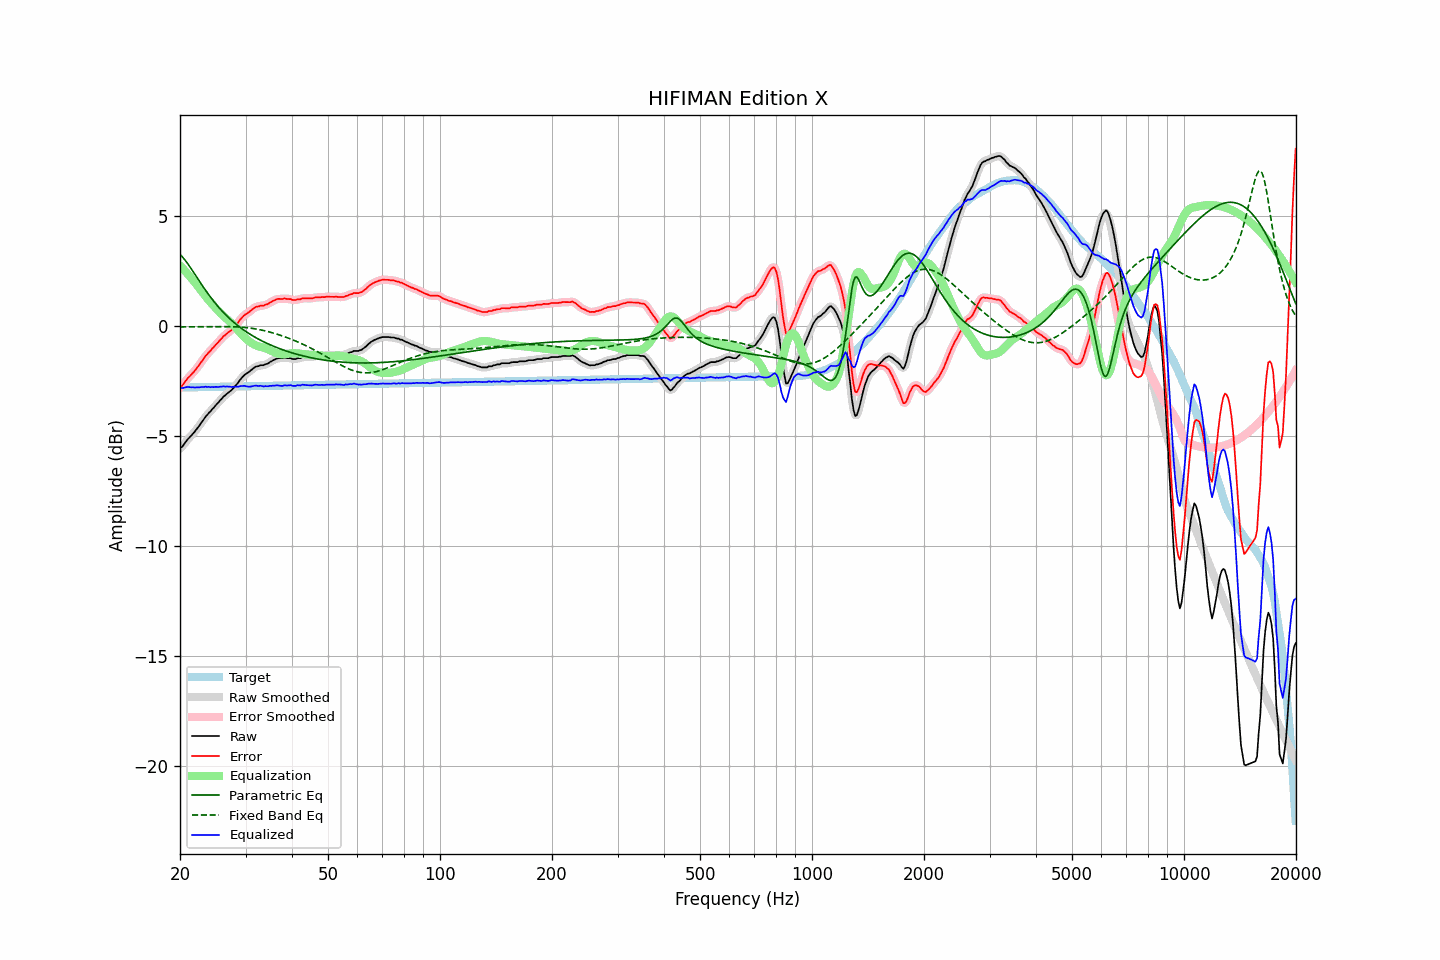 HIFIMAN Edition X
Amplitude (dBr)
5
0
−5
−10
−15
−20
Target
Raw Smoothed
Error Smoothed
Raw
Error
Equalization
Parametric Eq
Fixed Band Eq
Equalized
20 50 100 200 500 1000 2000 5000 10000 20000
Frequency (Hz)